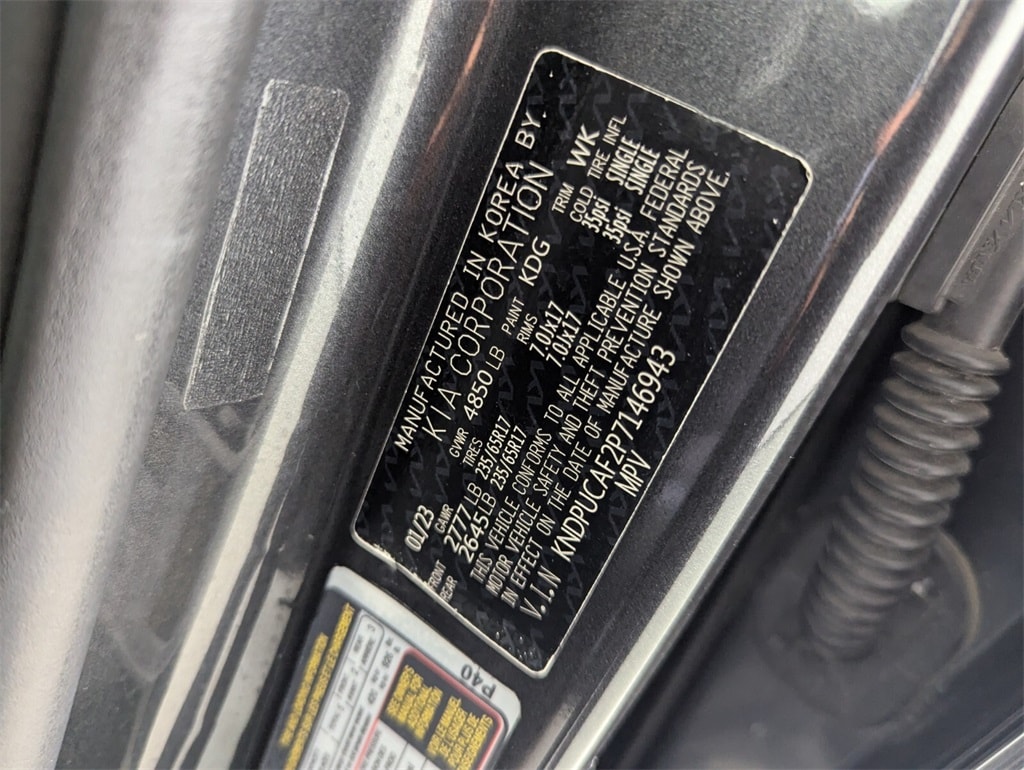 MANUFACTURED IN KOREA BY.
KIA CORPORATION
01/23 GVWR 4850 LB PAINT KDG TRIM WK
GAWR TIRES RIMS COLD TIRE INFL
FRONT 2777 LB 235/65R17 7.0Jx17 35psi SINGLE
REAR 2645 LB 235/65R17 7.0Jx17 35psi SINGLE
THIS VEHICLE CONFORMS TO ALL APPLICABLE U.S.A. FEDERAL
MOTOR VEHICLE SAFETY AND THEFT PREVENTION STANDARDS
IN EFFECT ON THE DATE OF MANUFACTURE SHOWN ABOVE.
V.I.N KNDPUCAF2P7146943
MPV
P40